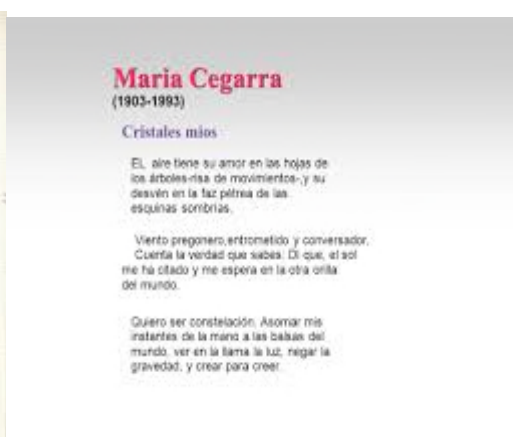 Maria Cegarra
(1903-1993)
Cristales mios
EL aire tiene su amor en las hojas de
los árboles-risa de movimientos-,y su
desvén en la faz pétrea de las
esquinas sombrias.
Viento pregonero,entrometido y conversador,
Cuenta la verdad que sabes: Di que, el sol
me ha citado y me espera en la otra orilla
del mundo.
Quiero ser constelación. Asomar mis
instantes de la mano a las balsas del
mundo, ver en la llama la luz, negar la
gravedad, y crear para creer.